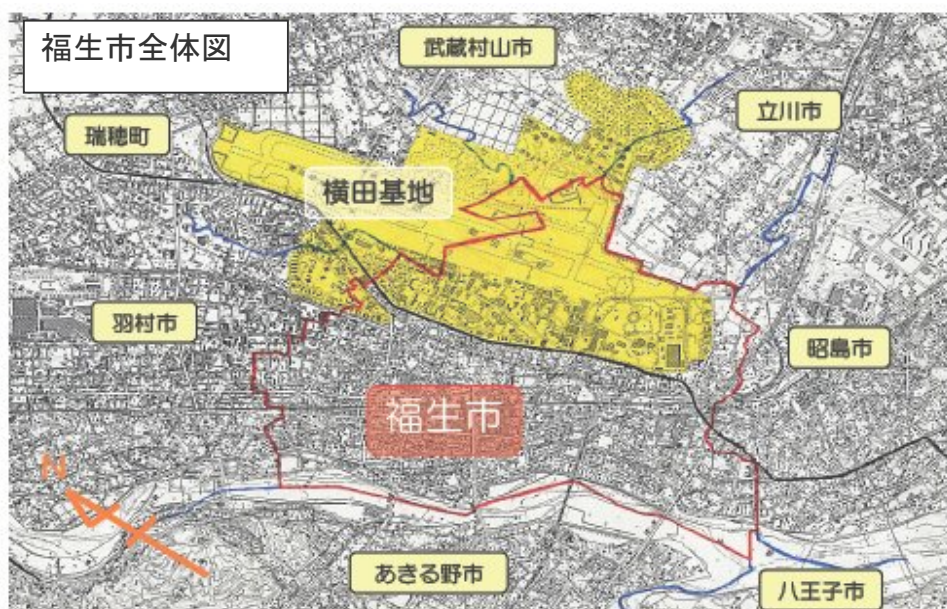 福生市全体図
武蔵村山市
立川市
瑞穂町
横田基地
羽村市
昭島市
福生市
N
あきる野市
八王子市